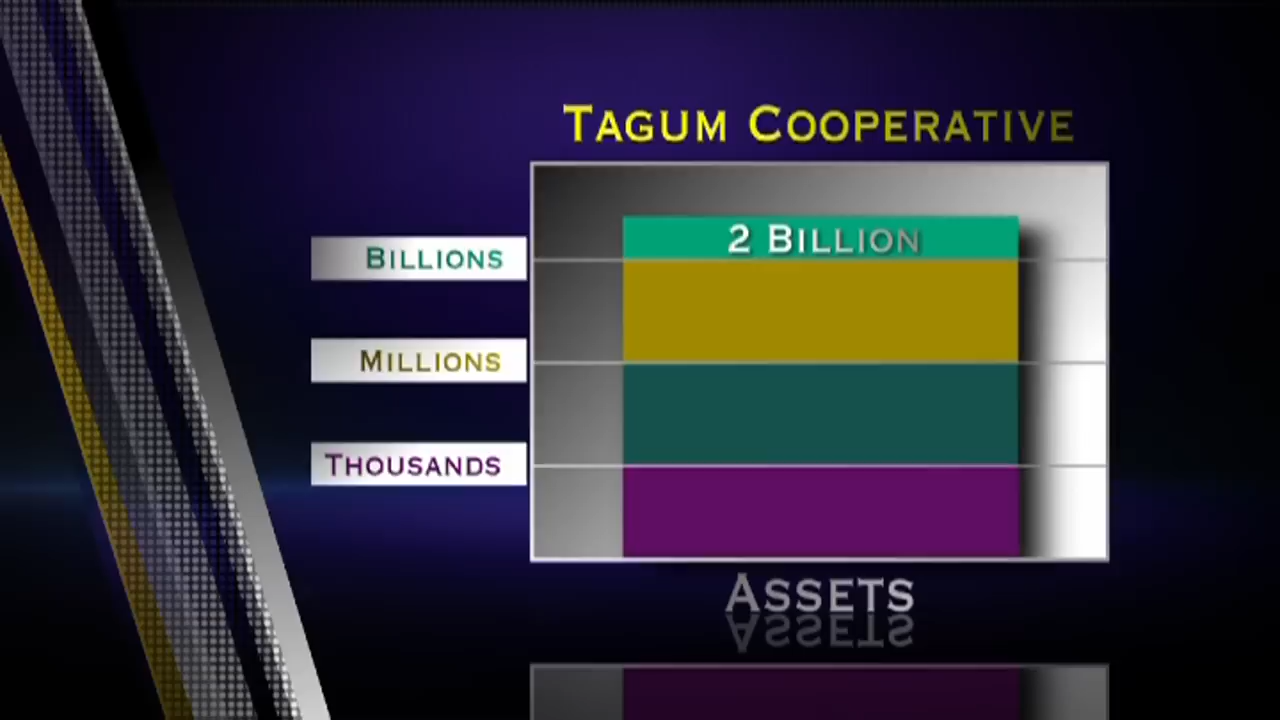 TAGUM COOPERATIVE
2 BILLION
BILLIONS
MILLIONS
THOUSANDS
ASSETS